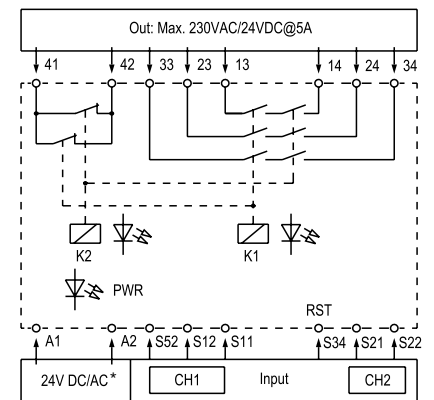 Out: Max. 230VAC/24VDC@5A
41 42 33 23 13 14 24 34
K2 K1
PWR
RST
A1 A2 S52 S12 S11 S34 S21 S22
24V DC/AC* CH1 Input CH2